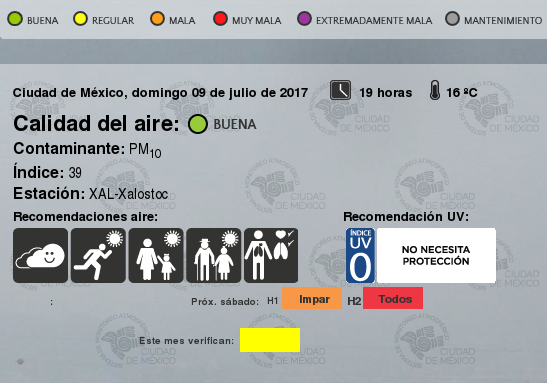 BUENA REGULAR MALA MUY MALA EXTREMADAMENTE MALA MANTENIMIENTO
Ciudad de México, domingo 09 de julio de 2017 19 horas 16 ºC
Calidad del aire: BUENA
Contaminante: PM10
Índice: 39
Estación: XAL-Xalostoc
Recomendaciones aire: Recomendación UV:
ÍNDICE
UV
0
NO NECESITA
PROTECCIÓN
: Próx. sábado: H1 Impar H2 Todos
Este mes verifican: